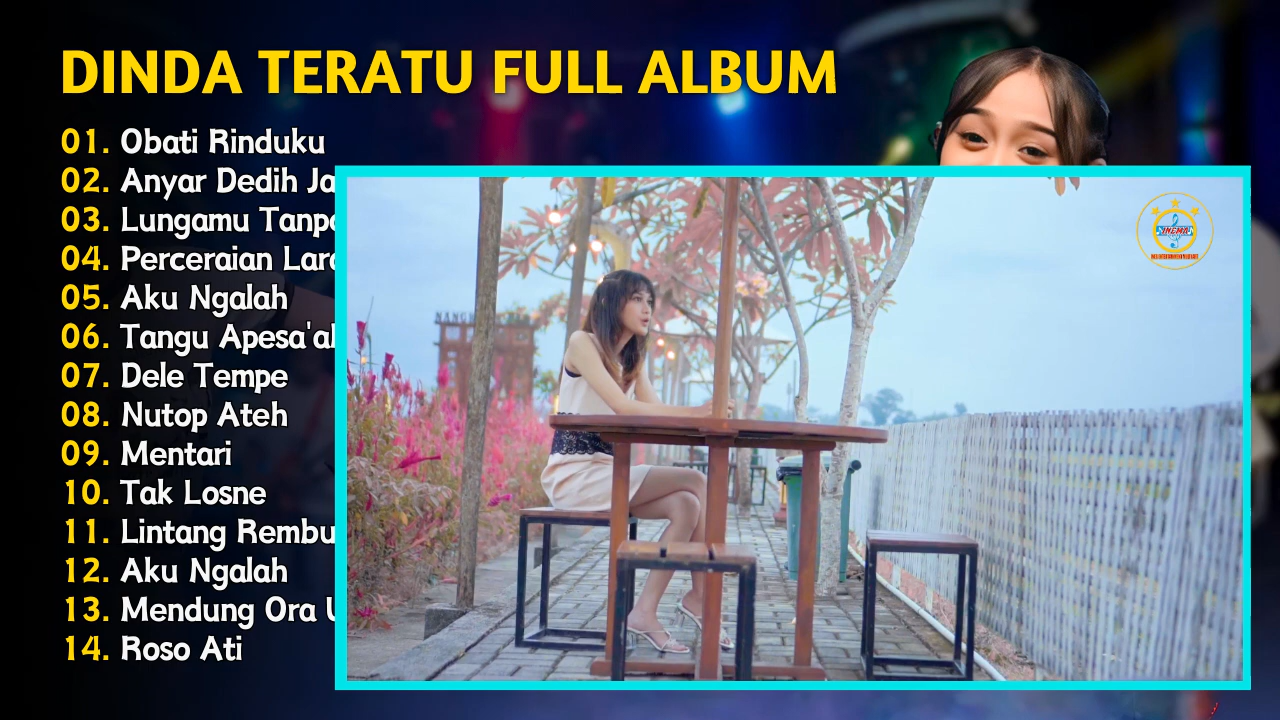 DINDA TERATU FULL ALBUM
01. Obati Rinduku
02. Anyar Dedih Ja
03. Lungamu Tanp
04. Perceraian Lar
05. Aku Ngalah
06. Tangu Apesa'a
07. Dele Tempe
08. Nutop Ateh
09. Mentari
10. Tak Losne
11. Lintang Rembu
12. Aku Ngalah
13. Mendung Ora
14. Roso Ati
SINEMA